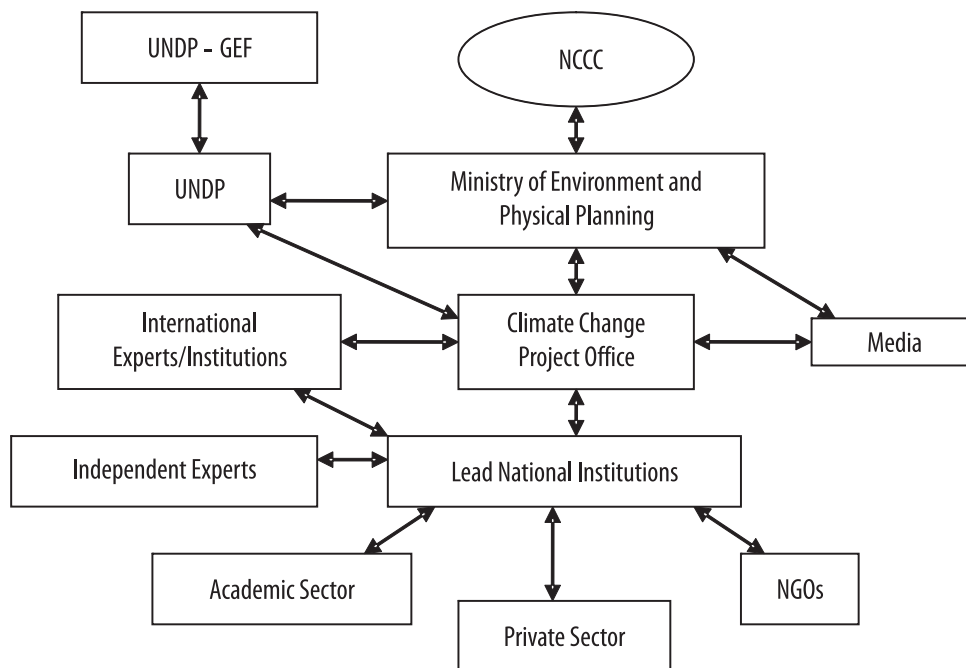 UNDP – GEF
NCCC
UNDP
Ministry of Environment and
Physical Planning
International
Experts/Institutions
Climate Change
Project Office
Media
Independent Experts
Lead National Institutions
Academic Sector
Private Sector
NGOs